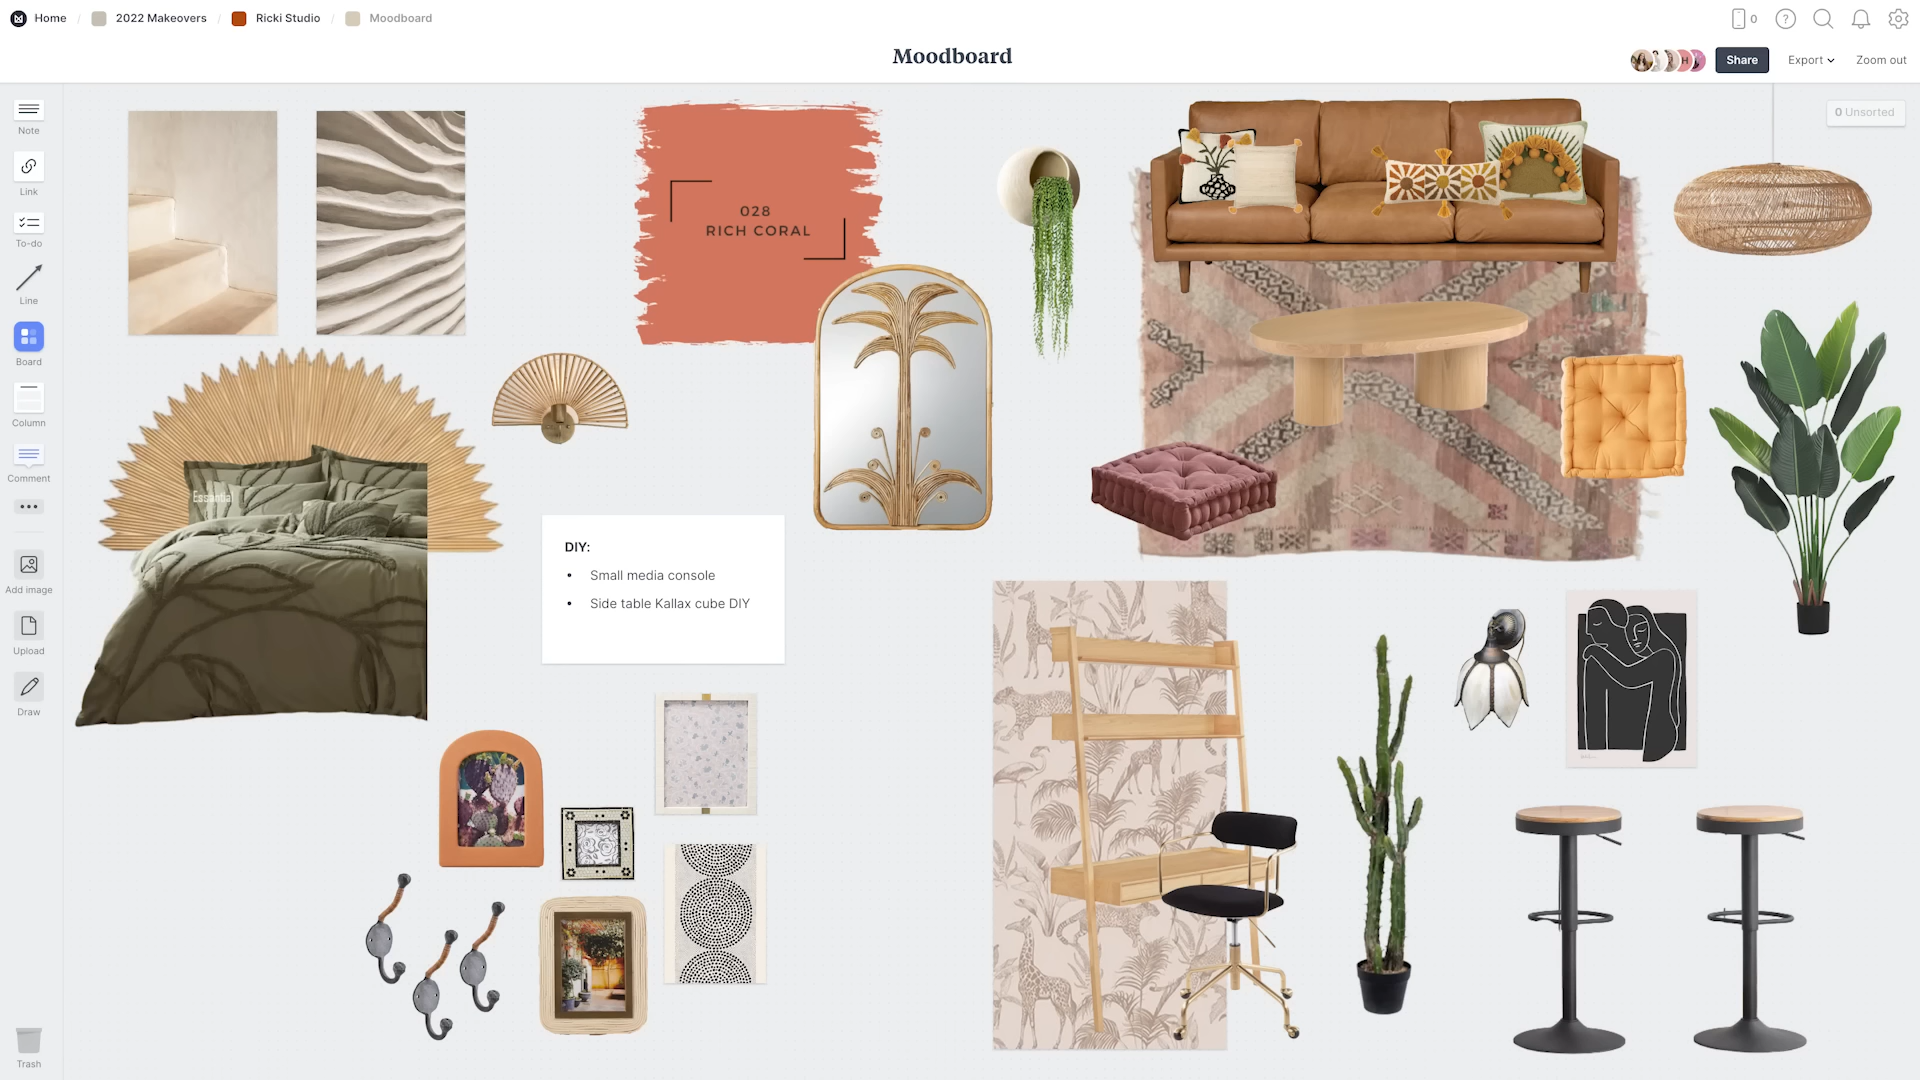 Home / 2022 Makeovers / Ricki Studio / Moodboard
0
Moodboard
H
Share
Export
Zoom out
0 Unsorted
Note
Link
To-do
Line
Board
Column
Comment
Add image
Upload
Draw
Trash
028
RICH CORAL
Essential
DIY:
• Small media console
• Side table Kallax cube DIY